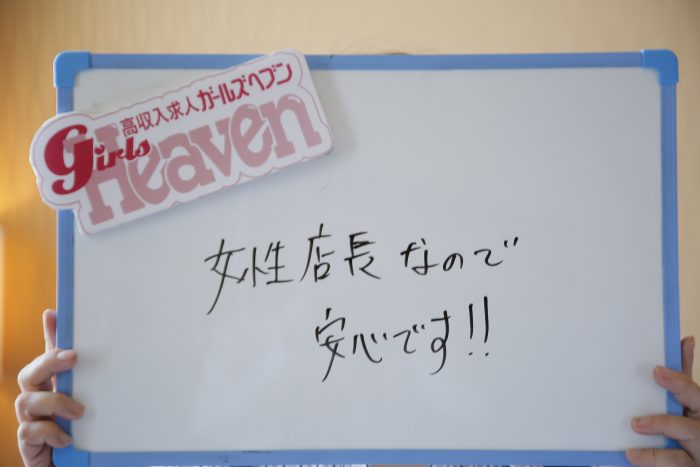 高収入求人ガールズヘブン
Girls
Heaven
女性店長なので
安心です!!